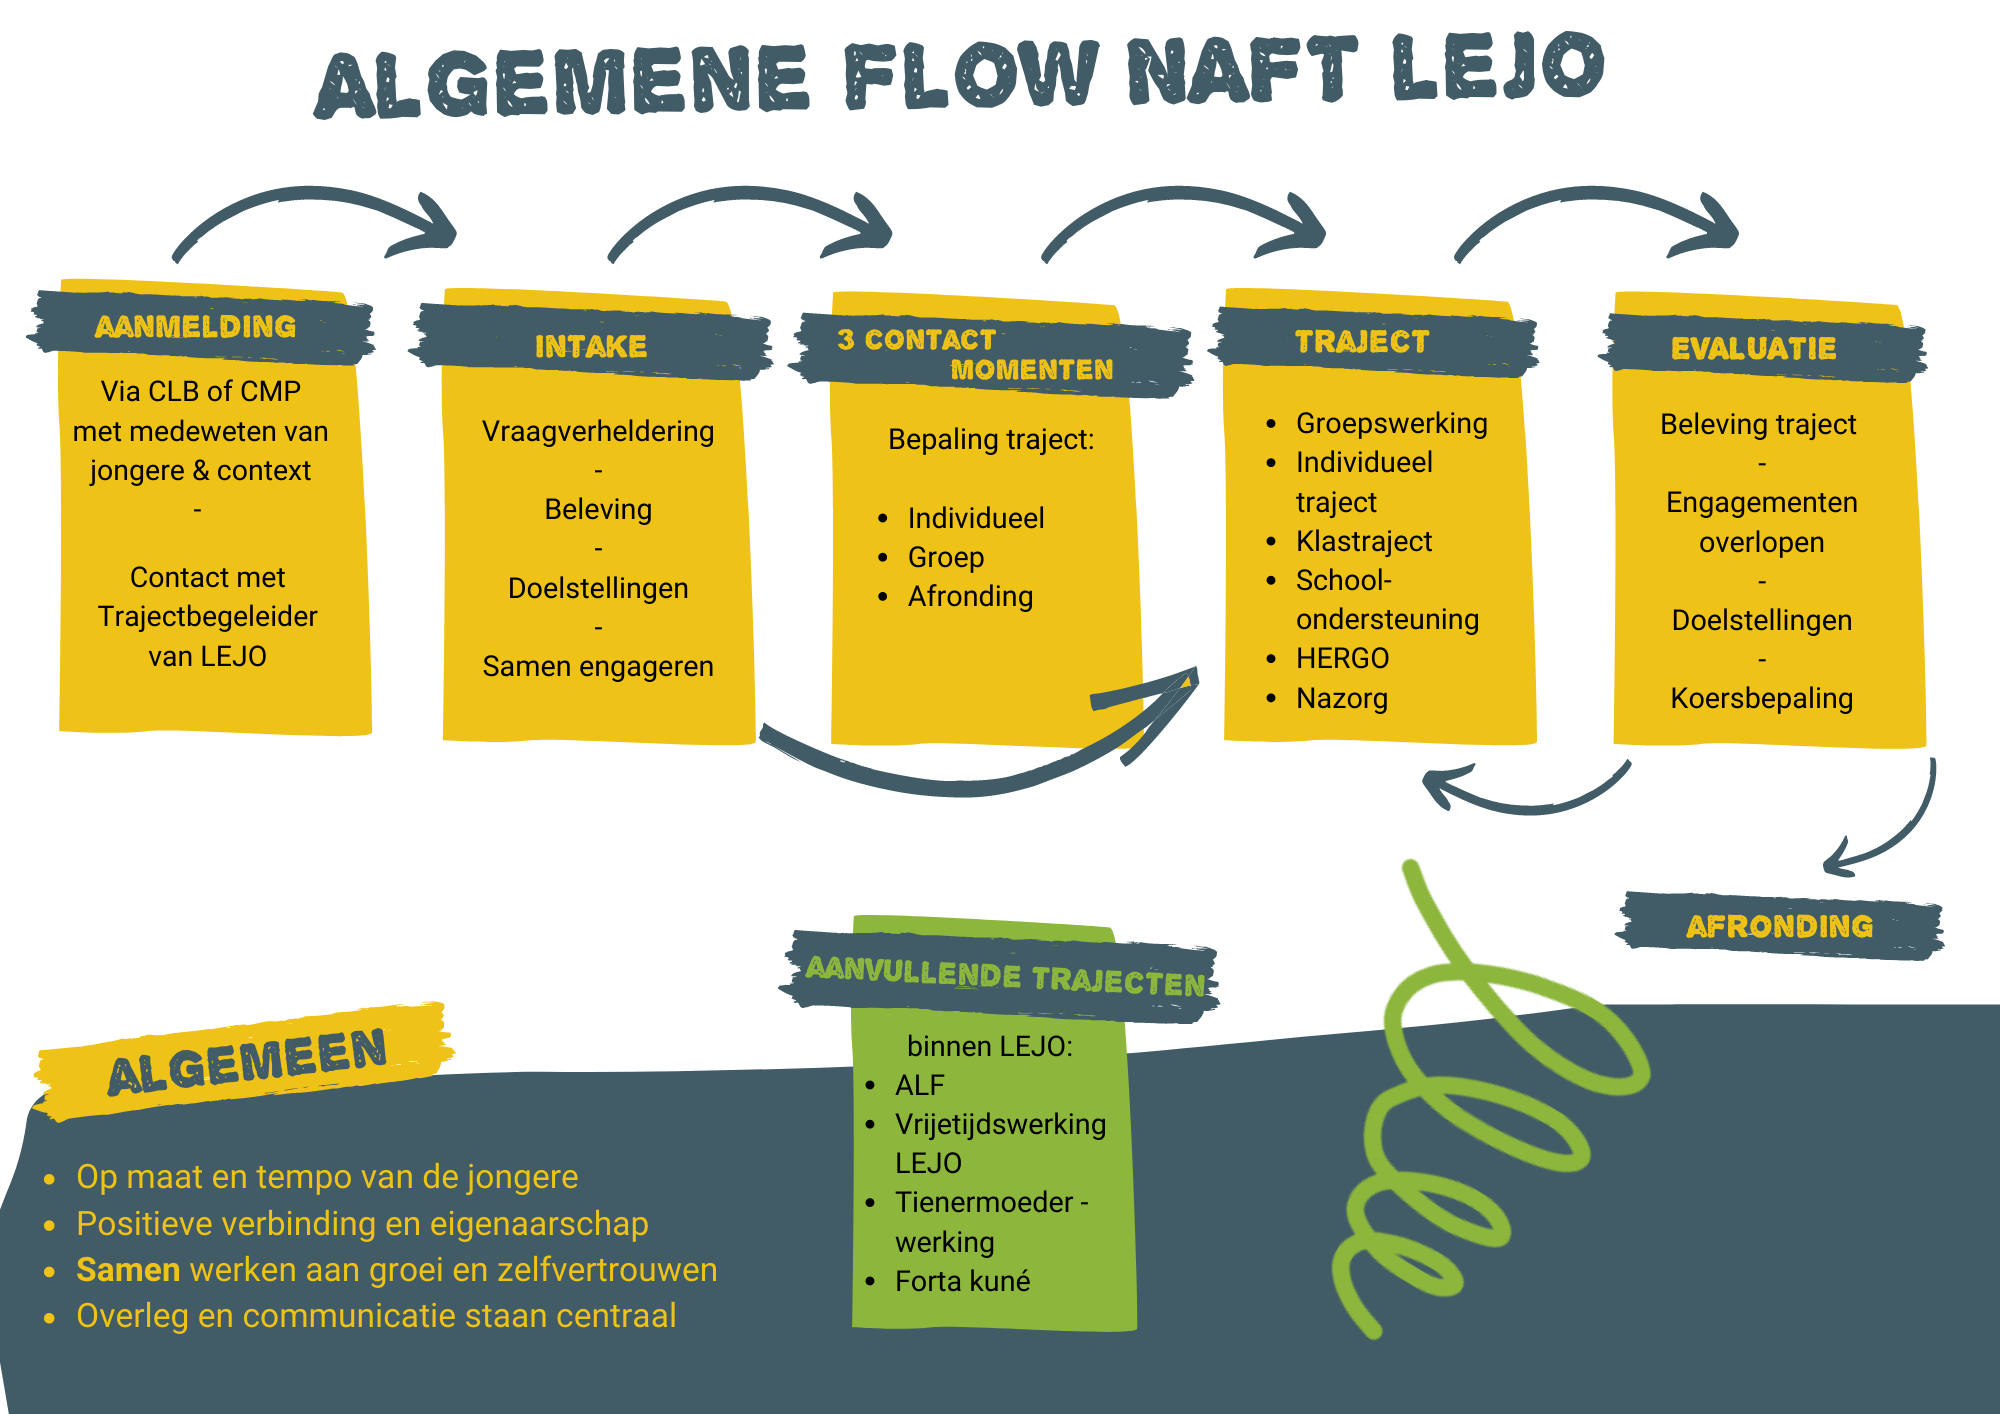 ALGEMENE FLOW NAFT LEJO
AANMELDING
Via CLB of CMP
met medeweten van
jongere & context
-
Contact met
Trajectbegeleider
van LEJO
INTAKE
Vraagverheldering
-
Beleving
-
Doelstellingen
-
Samen engageren
3 CONTACT
MOMENTEN
Bepaling traject:
• Individueel
• Groep
• Afronding
TRAJECT
• Groepswerking
• Individueel
traject
• Klastraject
• School-
ondersteuning
• HERGO
• Nazorg
EVALUATIE
Beleving traject
-
Engagementen
overlopen
-
Doelstellingen
-
Koersbepaling
AFRONDING
AANVULLENDE TRAJECTEN
binnen LEJO:
• ALF
• Vrijetijdswerking
LEJO
• Tienermoeder -
werking
• Forta kuné
ALGEMEEN
• Op maat en tempo van de jongere
• Positieve verbinding en eigenaarschap
• Samen werken aan groei en zelfvertrouwen
• Overleg en communicatie staan centraal